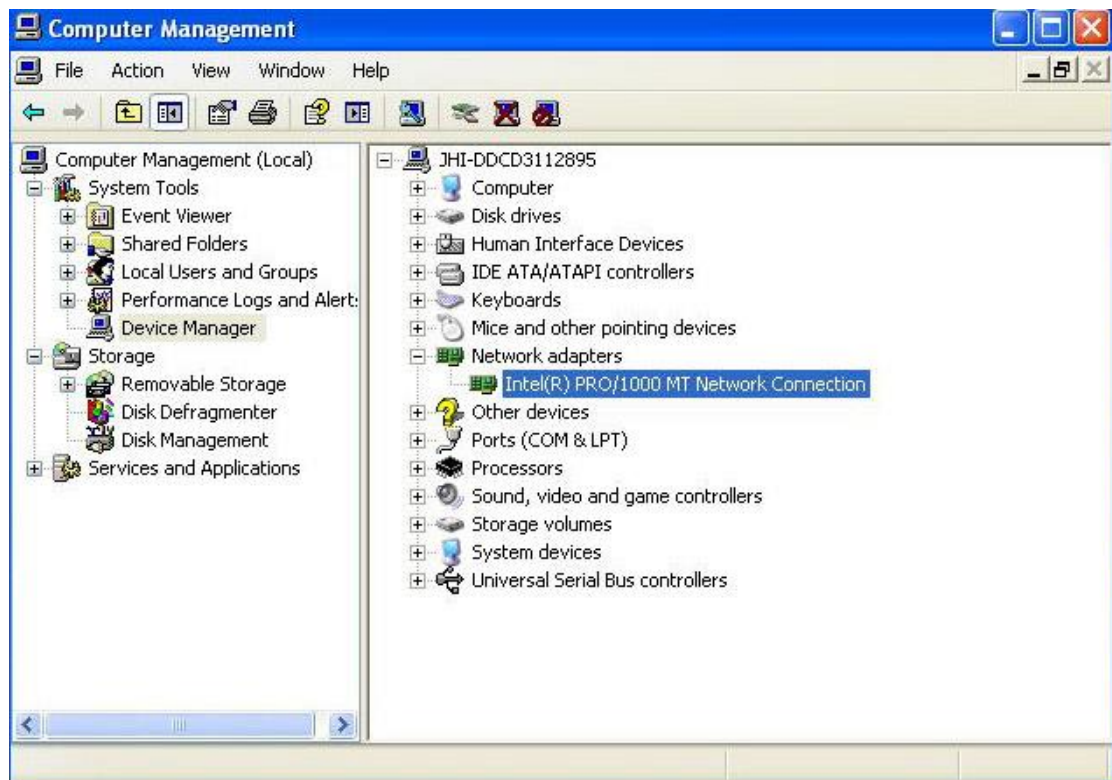 Computer Management
File Action View Window Help
Computer Management (Local)
System Tools
Event Viewer
Shared Folders
Local Users and Groups
Performance Logs and Alert:
Device Manager
Storage
Removable Storage
Disk Defragmenter
Disk Management
Services and Applications
JHI-DDCD3112895
Computer
Disk drives
Human Interface Devices
IDE ATA/ATAPI controllers
Keyboards
Mice and other pointing devices
Network adapters
Intel(R) PRO/1000 MT Network Connection
Other devices
Ports (COM & LPT)
Processors
Sound, video and game controllers
Storage volumes
System devices
Universal Serial Bus controllers